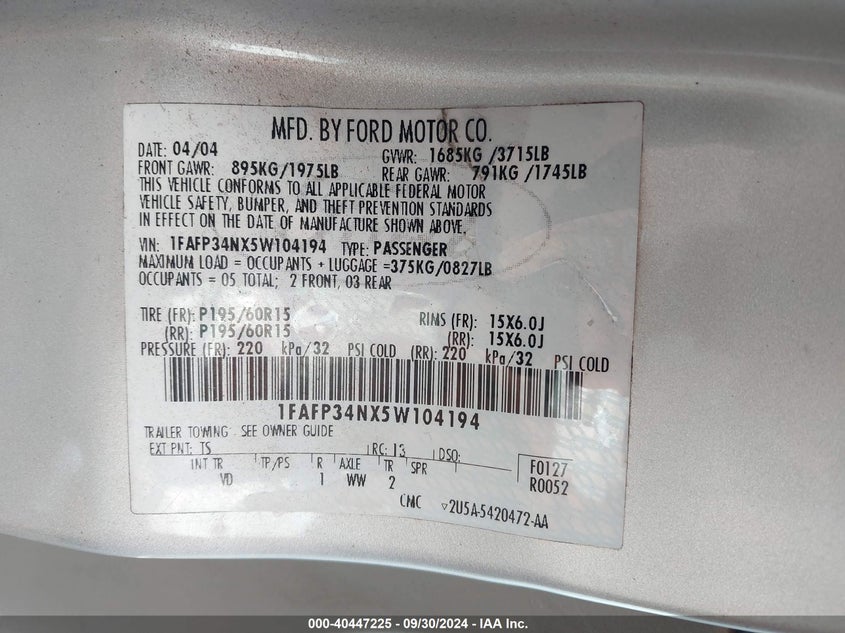 MFD. BY FORD MOTOR CO.
DATE: 04/04 GVWR: 1685KG /3715LB
FRONT GAWR: 895KG/1975LB REAR GAWR: 791KG /1745LB
THIS VEHICLE CONFORMS TO ALL APPLICABLE FEDERAL MOTOR
VEHICLE SAFETY, BUMPER, AND THEFT PREVENTION STANDARDS
IN EFFECT ON THE DATE OF MANUFACTURE SHOWN ABOVE.
VIN: 1FAFP34NX5W104194 TYPE: PASSENGER
MAXIMUM LOAD = OCCUPANTS + LUGGAGE =375KG/0827LB
OCCUPANTS = 05 TOTAL; 2 FRONT, 03 REAR
TIRE (FR): P195/60R15 RIMS (FR): 15X6.0J
(RR): P195/60R15 (RR): 15X6.0J
PRESSURE (FR): 220 kPa/32 PSI COLD (RR): 220 kPa/32 PSI COLD
1FAFP34NX5W104194
TRAILER TOWING - SEE OWNER GUIDE
EXT PNT: TS RC: 13 DSO:
INT TR TP/PS R AXLE TR SPR F0127
VD 1 WW 2 R0052
CMC ▽2U5A-5420472-AA
000-40447225 - 09/30/2024 - IAA Inc.